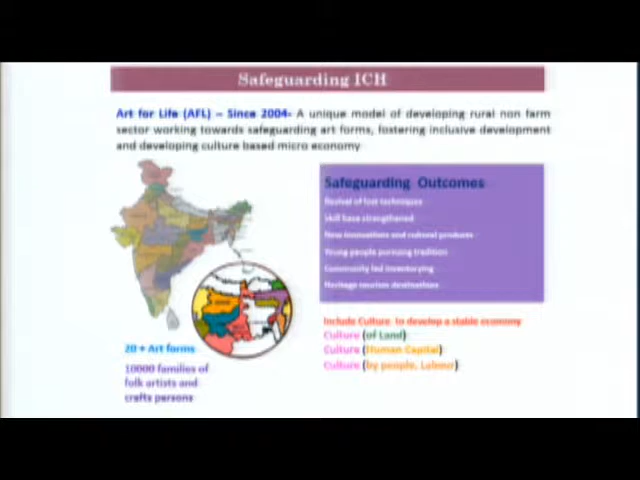 Safeguarding ICH
Art for Life (AFL) – Since 2004- A unique model of developing rural non farm
sector working towards safeguarding art forms, fostering inclusive development
and developing culture based micro economy
Safeguarding Outcomes
Revival of lost techniques
Skill base strengthened
New innovations and cultural products
Young people pursuing tradition
Community led inventorying
Heritage tourism destinations
Include Culture to develop a stable economy
Culture (of Land)
Culture (Human Capital)
Culture (by people, Labour)
20 + Art forms
10000 families of
folk artists and
crafts persons